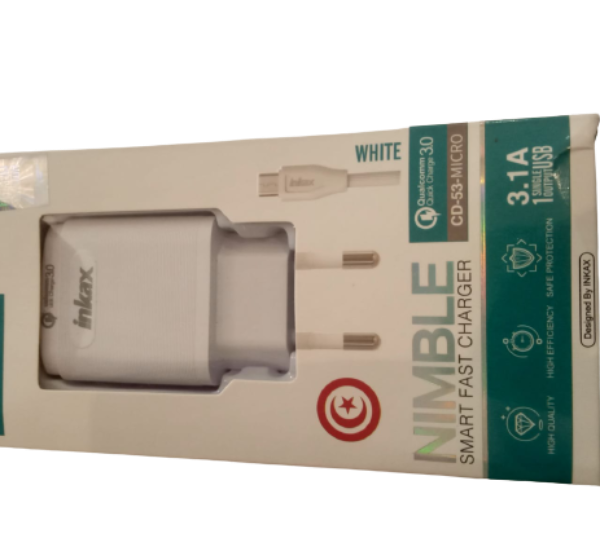 WHITE
inkax
Qualcomm
Quick Charge 3.0
CD-53-MICRO
3.1A
1 SINGLE USB
OUTPUT
inkax
NIMBLE
SMART FAST CHARGER
SAFE PROTECTION
HIGH EFFICIENCY
HIGH QUALITY
Designed By INKAX